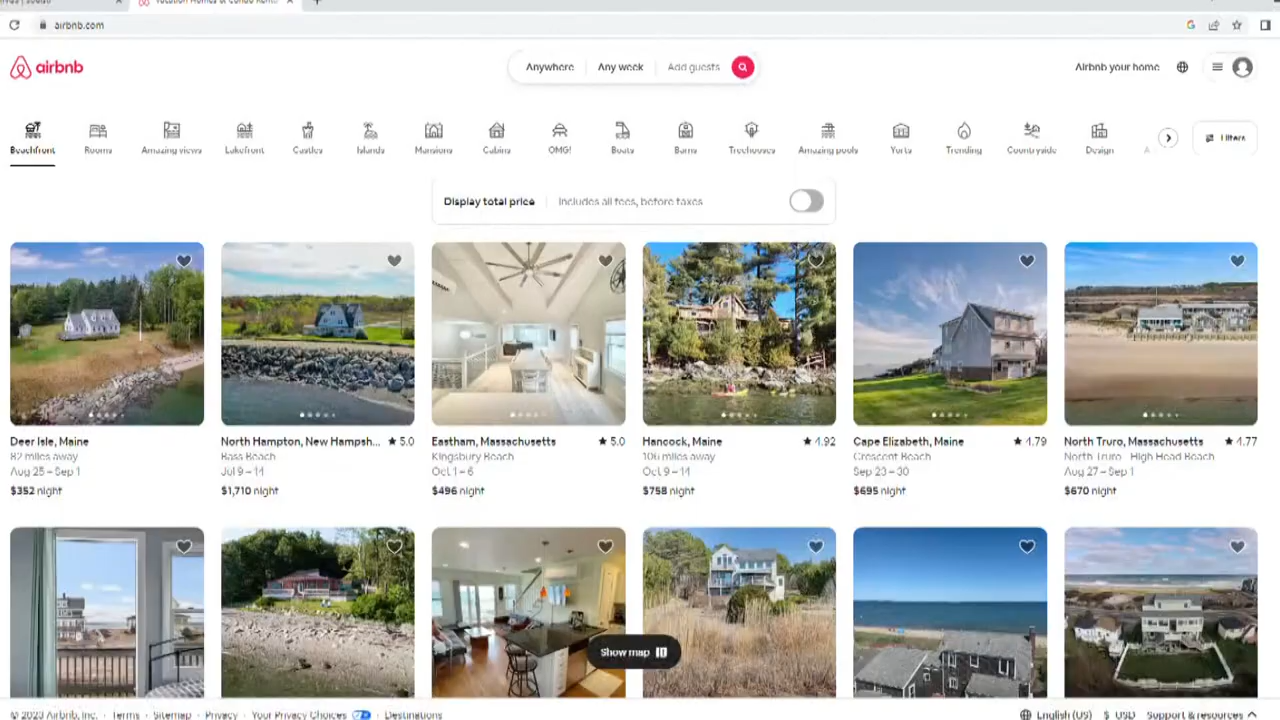 airbnb.com
airbnb
Anywhere Any week Add guests
Airbnb your home
Beachfront Rooms Amazing views Lakefront Castles Islands Mansions Cabins OMG! Boats Barns Treehouses Amazing pools Yurts Trending Countryside Design
Filters
Display total price Includes all fees, before taxes
Deer Isle, Maine
82 miles away
Aug 25 – Sep 1
$352 night
North Hampton, New Hampsh... ★ 5.0
Bass Beach
Jul 9 – 14
$1,710 night
Eastham, Massachusetts ★ 5.0
Kingsbury Beach
Oct 1 – 6
$496 night
Hancock, Maine ★ 4.92
106 miles away
Oct 9 – 14
$758 night
Cape Elizabeth, Maine ★ 4.79
Crescent Beach
Sep 23 – 30
$695 night
North Truro, Massachusetts ★ 4.77
North Truro - High Head Beach
Aug 27 – Sep 1
$670 night
Show map
© 2023 Airbnb, Inc. · Terms · Sitemap · Privacy · Your Privacy Choices · Destinations
English (US) $ USD Support & resources